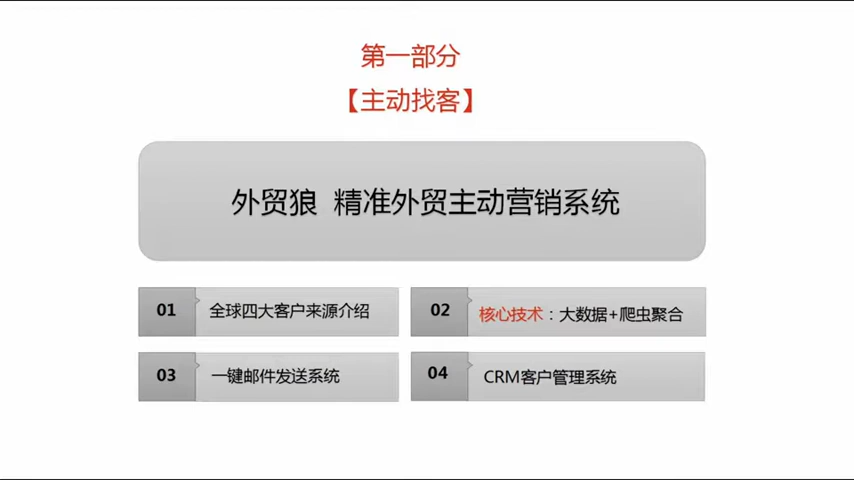 第一部分
【主动找客】
外贸狼 精准外贸主动营销系统
01 全球四大客户来源介绍
02 核心技术：大数据+爬虫聚合
03 一键邮件发送系统
04 CRM客户管理系统